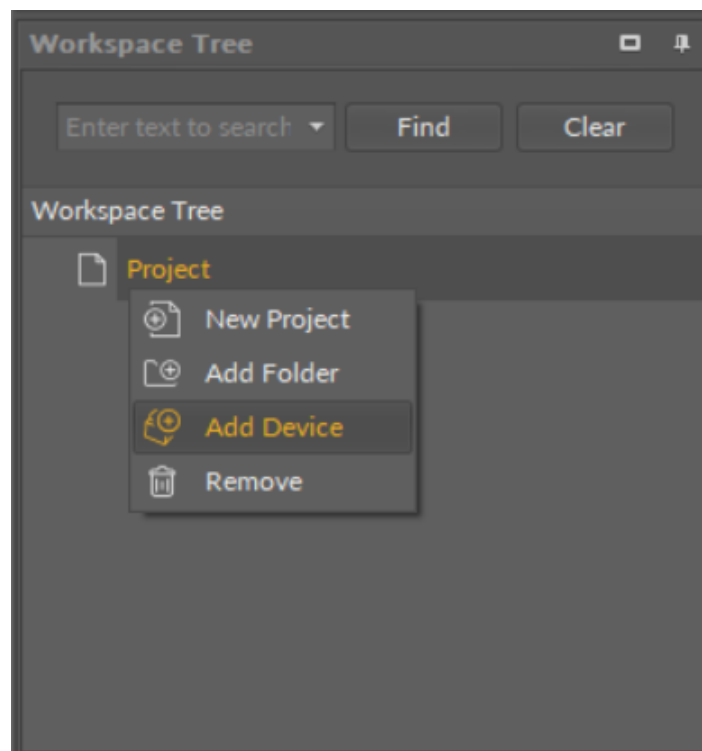 Workspace Tree
Enter text to search Find Clear
Workspace Tree
Project
New Project
Add Folder
Add Device
Remove